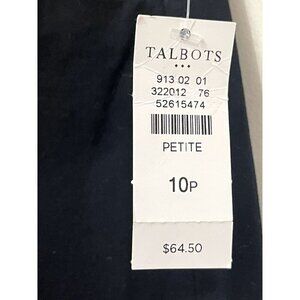 TALBOTS
913 02 01
322012 76
52615474
PETITE
10P
$64.50